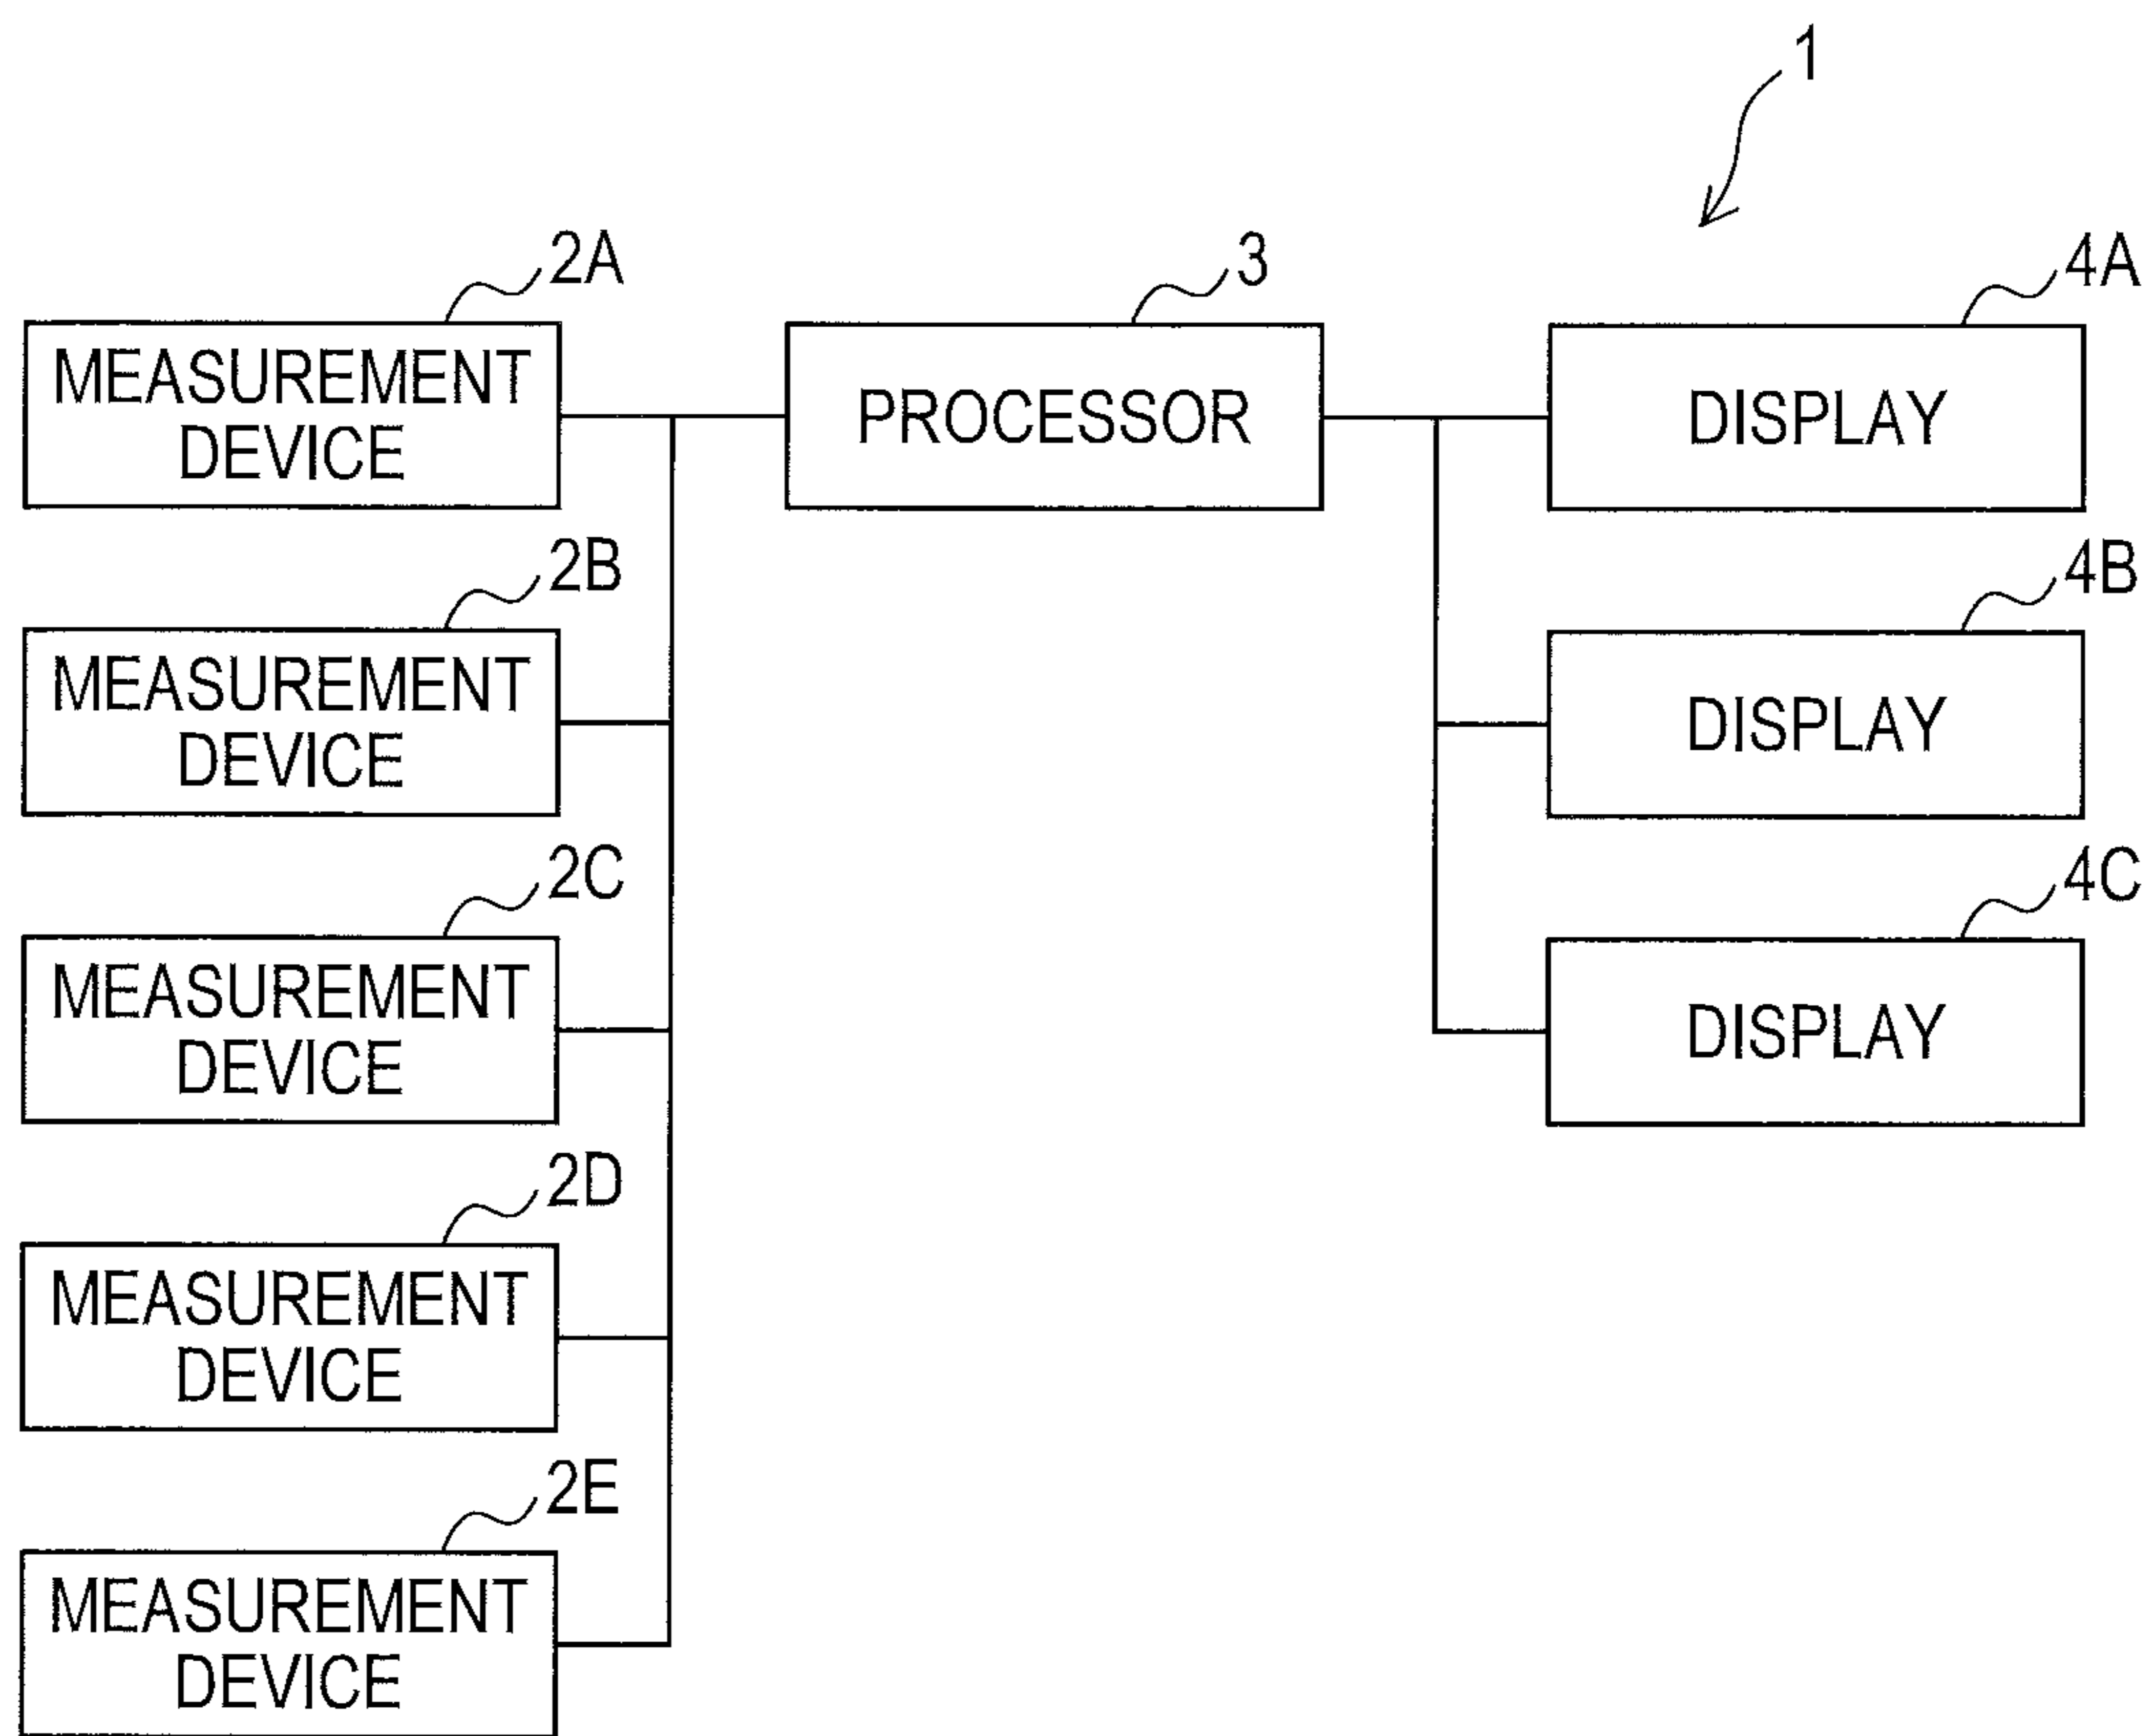 1
2A
3
4A
MEASUREMENT
DEVICE
PROCESSOR
DISPLAY
2B
4B
MEASUREMENT
DEVICE
DISPLAY
2C
4C
MEASUREMENT
DEVICE
DISPLAY
2D
MEASUREMENT
DEVICE
2E
MEASUREMENT
DEVICE